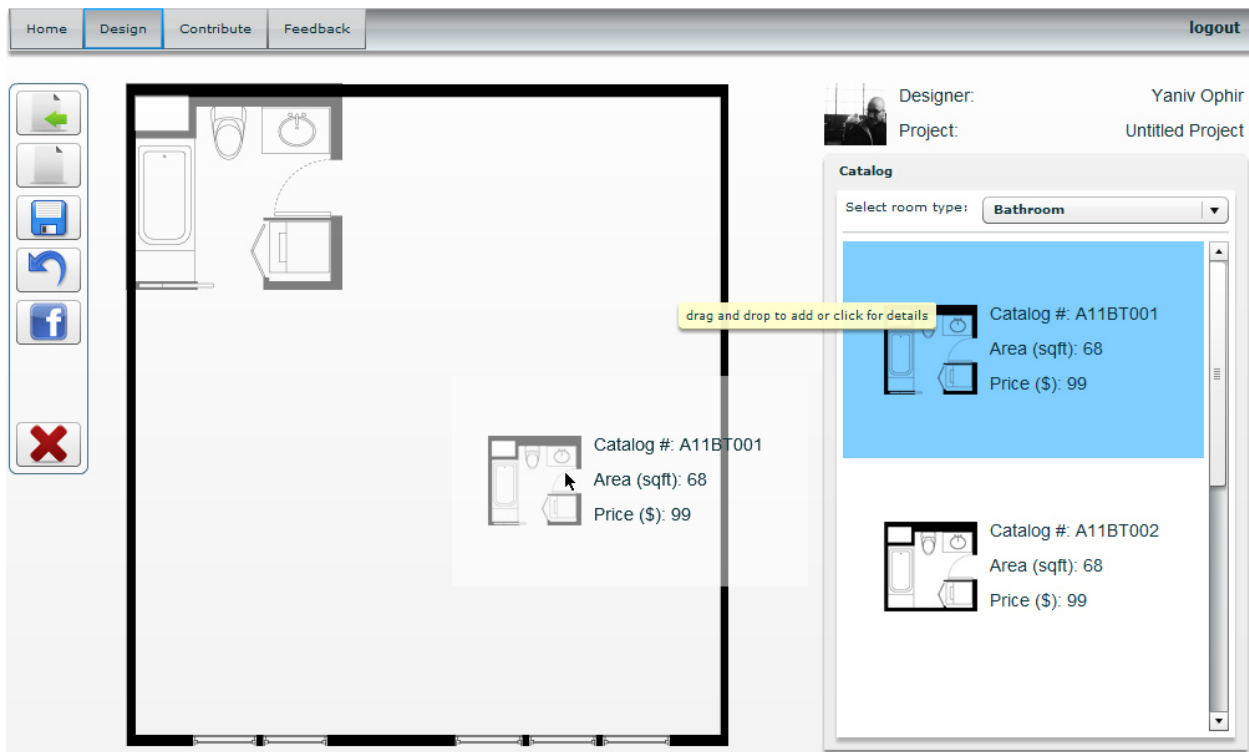 Home Design Contribute Feedback logout
Designer: Yaniv Ophir
Project: Untitled Project
Catalog
Select room type: Bathroom
drag and drop to add or click for details
Catalog #: A11BT001
Area (sqft): 68
Price ($): 99
Catalog #: A11BT001
Area (sqft): 68
Price ($): 99
Catalog #: A11BT002
Area (sqft): 68
Price ($): 99